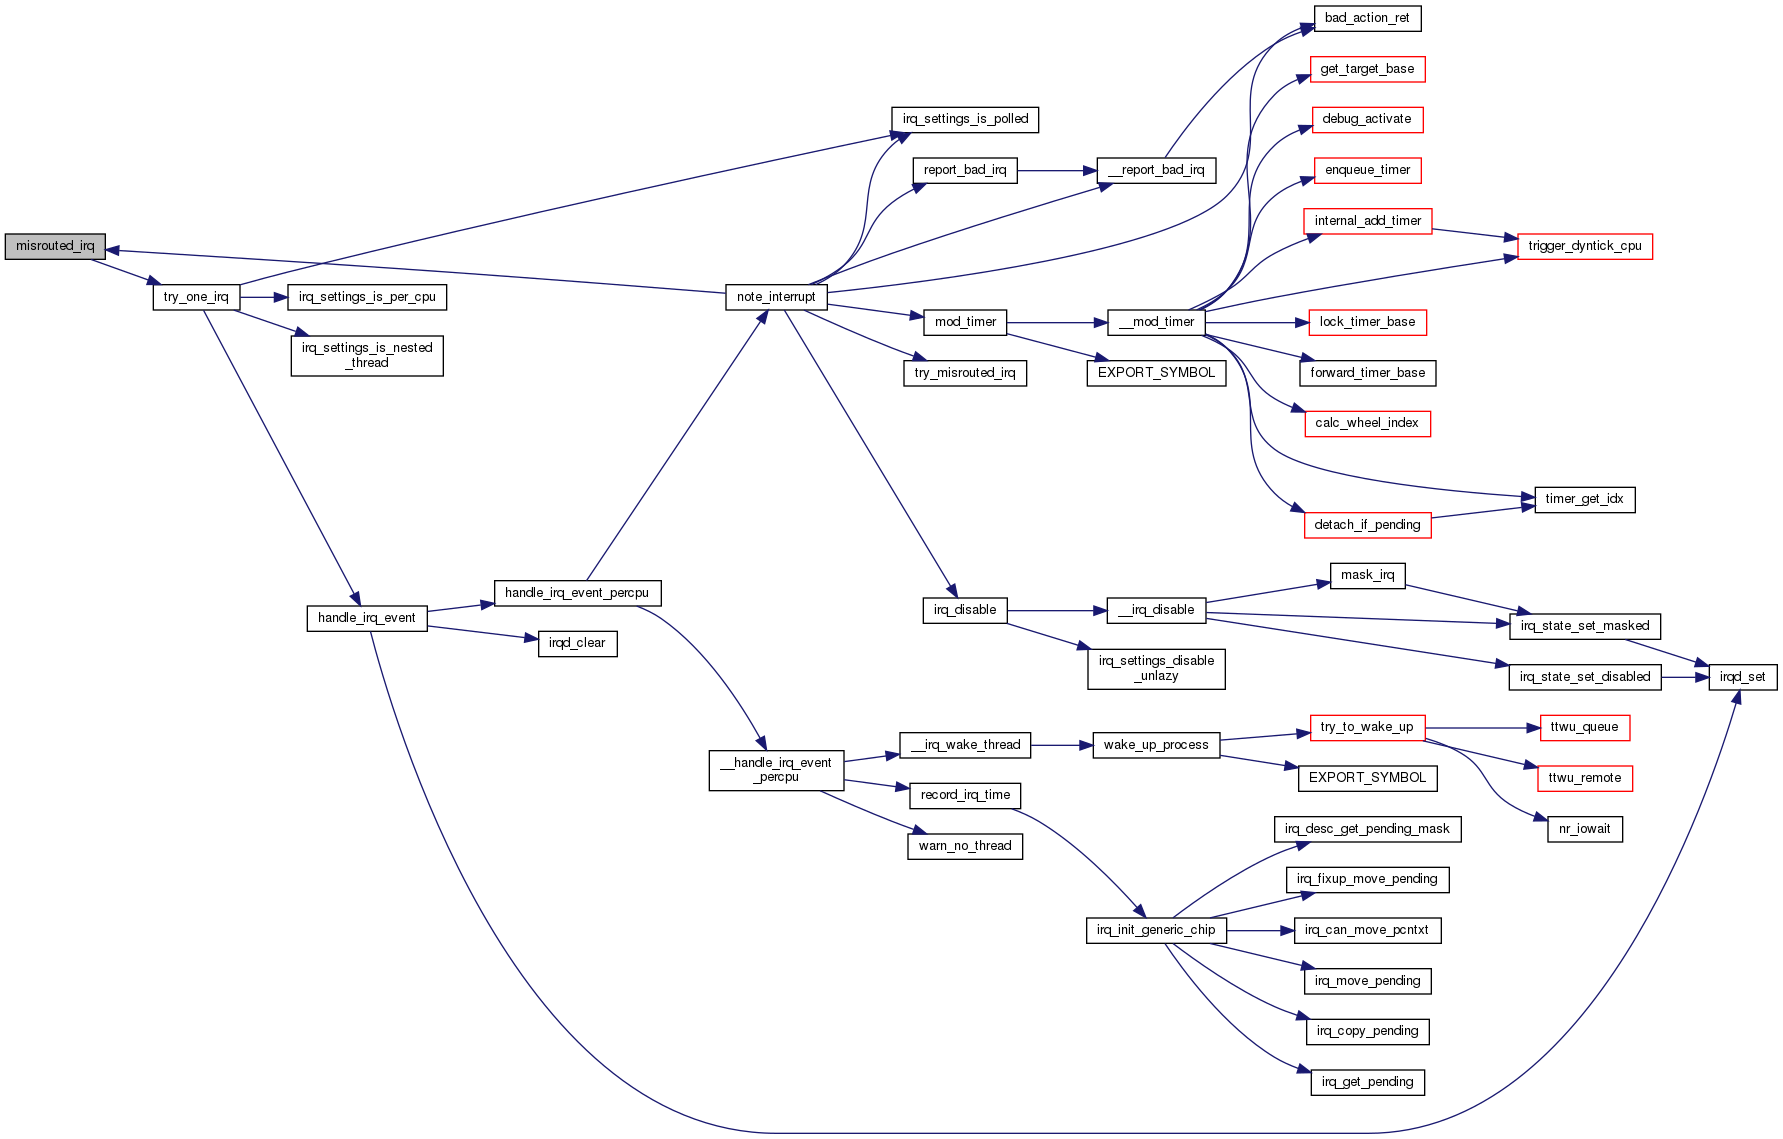 bad_action_ret
get_target_base
irq_settings_is_polled
debug_activate
report_bad_irq
__report_bad_irq
enqueue_timer
internal_add_timer
misrouted_irq
trigger_dyntick_cpu
try_one_irq
irq_settings_is_per_cpu
note_interrupt
mod_timer
__mod_timer
lock_timer_base
irq_settings_is_nested
_thread
try_misrouted_irq
EXPORT_SYMBOL
forward_timer_base
calc_wheel_index
timer_get_idx
detach_if_pending
mask_irq
handle_irq_event_percpu
handle_irq_event
irq_disable
__irq_disable
irq_state_set_masked
irqd_clear
irq_settings_disable
_unlazy
irq_state_set_disabled
irqd_set
try_to_wake_up
ttwu_queue
__irq_wake_thread
wake_up_process
__handle_irq_event
_percpu
EXPORT_SYMBOL
ttwu_remote
record_irq_time
irq_desc_get_pending_mask
nr_iowait
warn_no_thread
irq_fixup_move_pending
irq_init_generic_chip
irq_can_move_pcntxt
irq_move_pending
irq_copy_pending
irq_get_pending